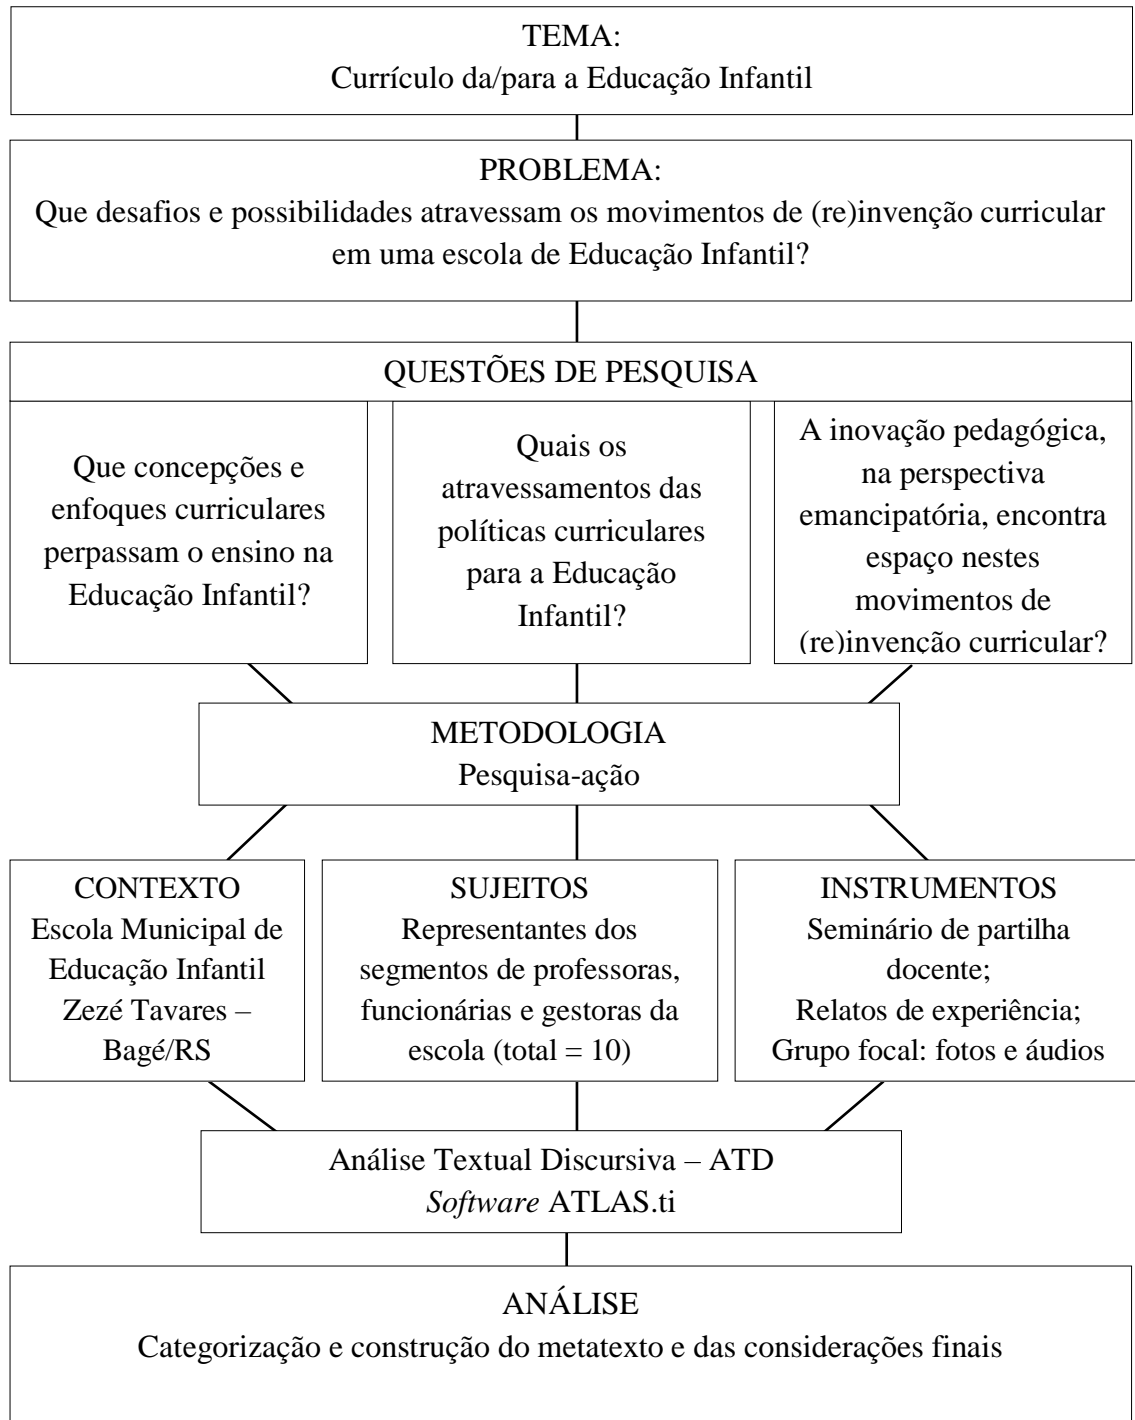 TEMA:
Currículo da/para a Educação Infantil
PROBLEMA:
Que desafios e possibilidades atravessam os movimentos de (re)invenção curricular
em uma escola de Educação Infantil?
QUESTÕES DE PESQUISA
Que concepções e
enfoques curriculares
perpassam o ensino na
Educação Infantil?
Quais os
atravessamentos das
políticas curriculares
para a Educação
Infantil?
A inovação pedagógica,
na perspectiva
emancipatória, encontra
espaço nestes
movimentos de
(re)invenção curricular?
METODOLOGIA
Pesquisa-ação
CONTEXTO
Escola Municipal de
Educação Infantil
Zezé Tavares –
Bagé/RS
SUJEITOS
Representantes dos
segmentos de professoras,
funcionárias e gestoras da
escola (total = 10)
INSTRUMENTOS
Seminário de partilha
docente;
Relatos de experiência;
Grupo focal: fotos e áudios
Análise Textual Discursiva – ATD
Software ATLAS.ti
ANÁLISE
Categorização e construção do metatexto e das considerações finais